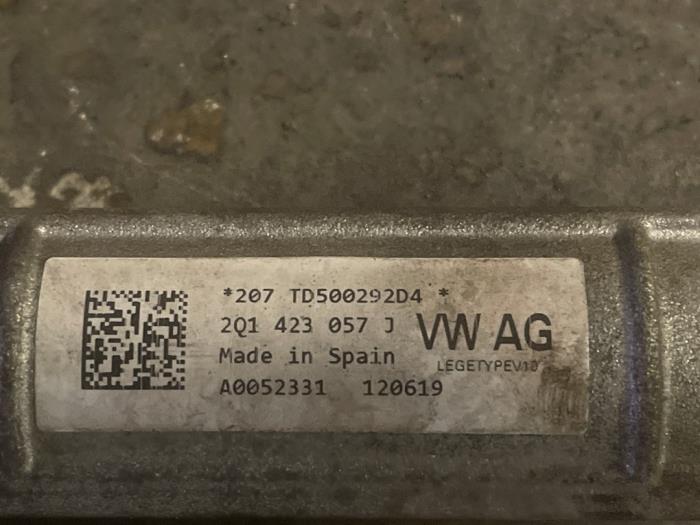 *207 TD500292D4 *
2Q1 423 057 J
VW AG
Made in Spain
LEGETYPEV10
A0052331 120619